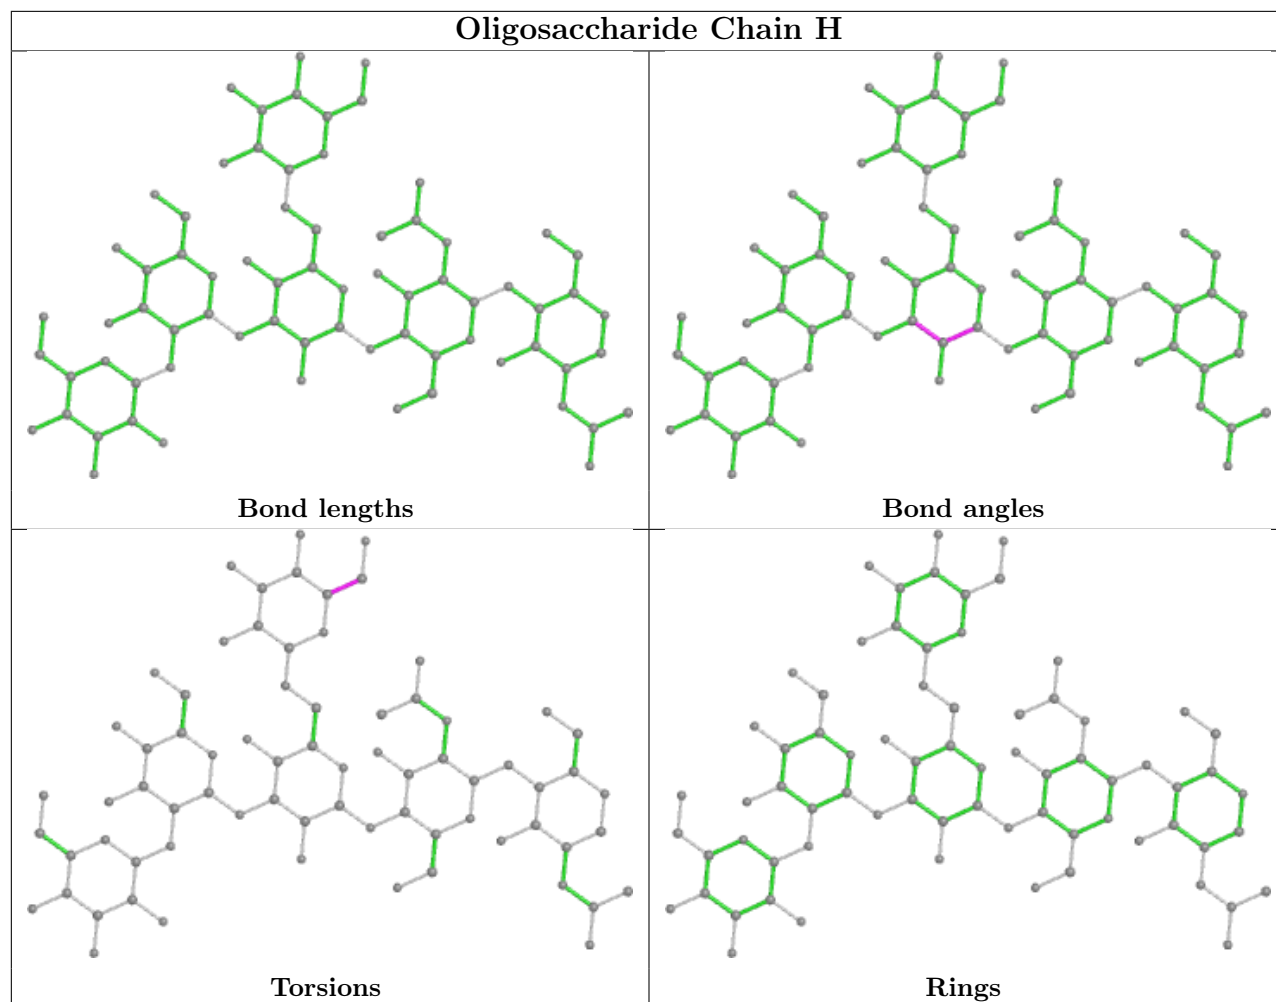 Oligosaccharide Chain H
Bond lengths
Bond angles
Torsions
Rings